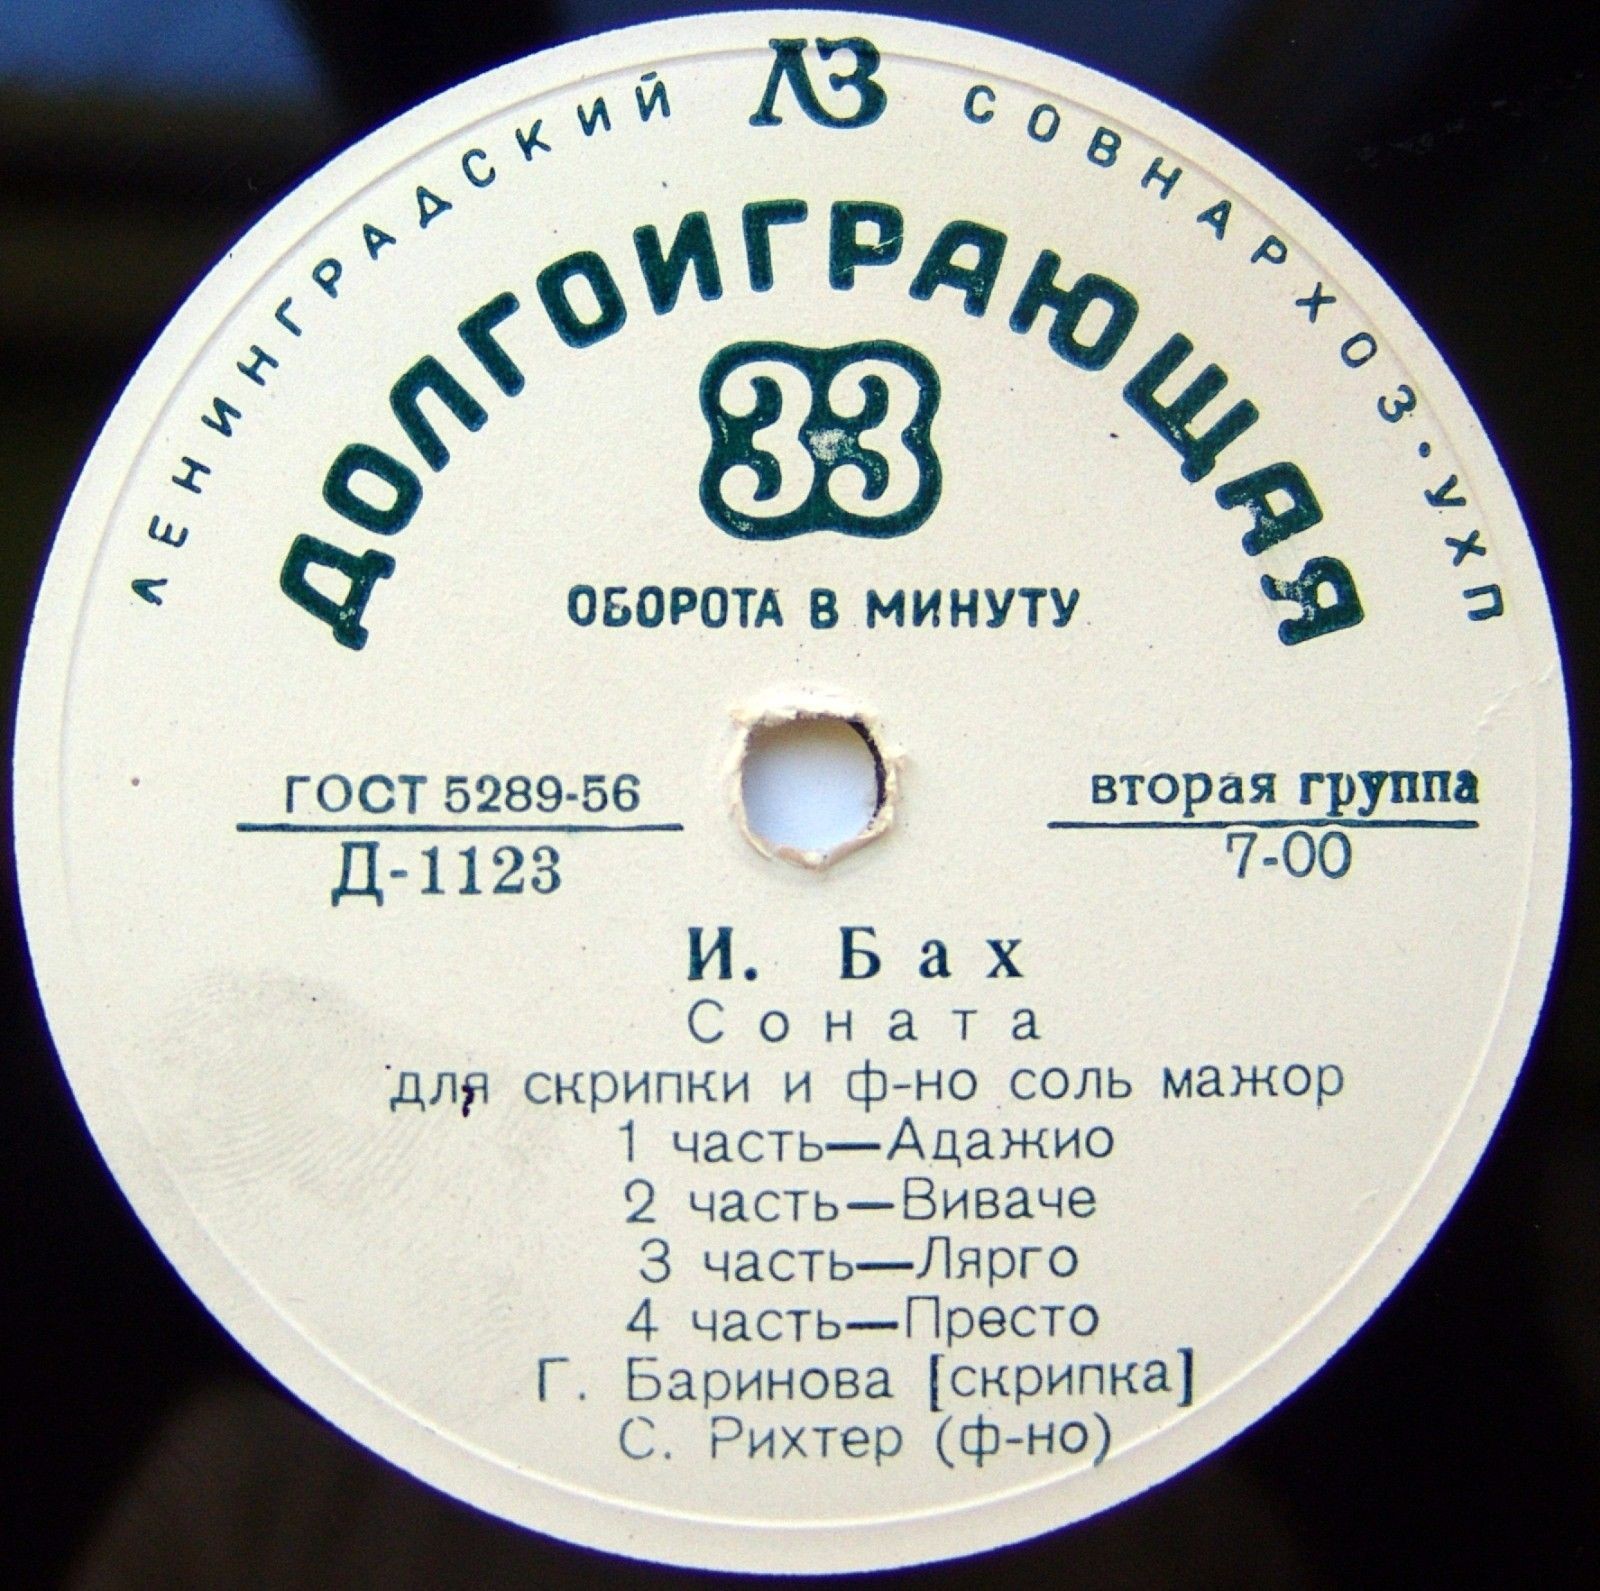 ЛЕНИНГРАДСКИЙ ЛЗ СОВНАРХОЗ · УХП
ДОЛГОИГРАЮЩАЯ
33
ОБОРОТА В МИНУТУ
ГОСТ 5289-56
Д-1123
вторая группа
7-00
И. Бах
Соната
для скрипки и ф-но соль мажор
1 часть—Адажио
2 часть—Виваче
3 часть—Лярго
4 часть—Престо
Г. Баринова [скрипка]
С. Рихтер (ф-но)